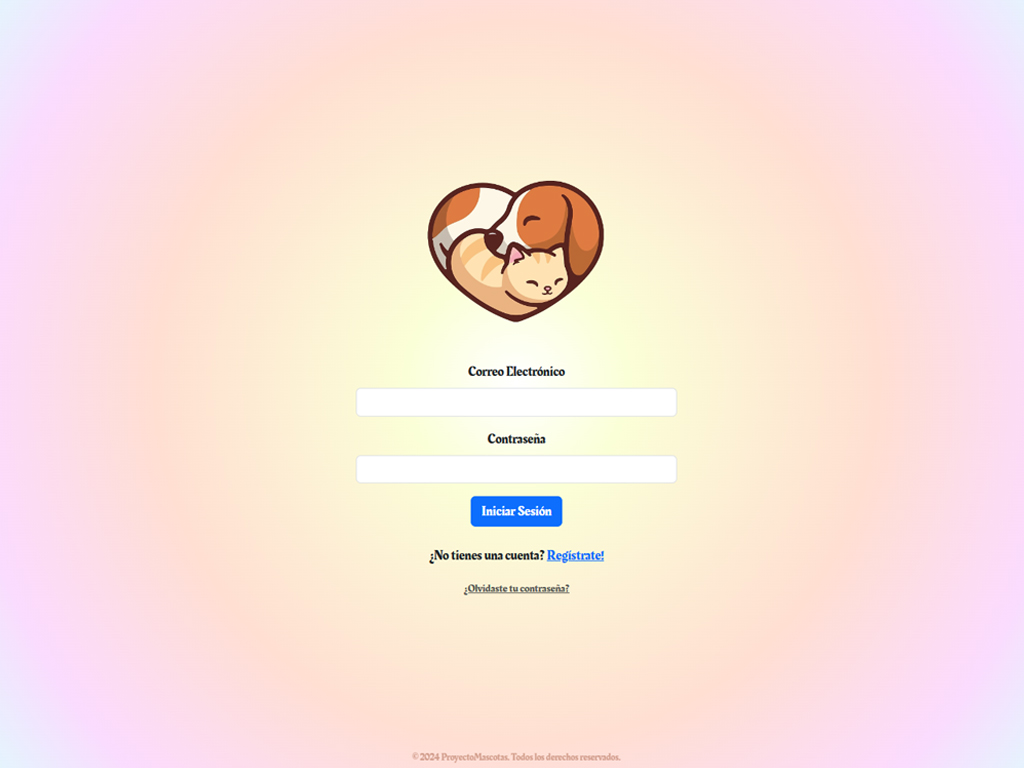 Correo Electrónico
Contraseña
Iniciar Sesión
¿No tienes una cuenta? Regístrate!
¿Olvidaste tu contraseña?
© 2024 ProyectoMascotas. Todos los derechos reservados.